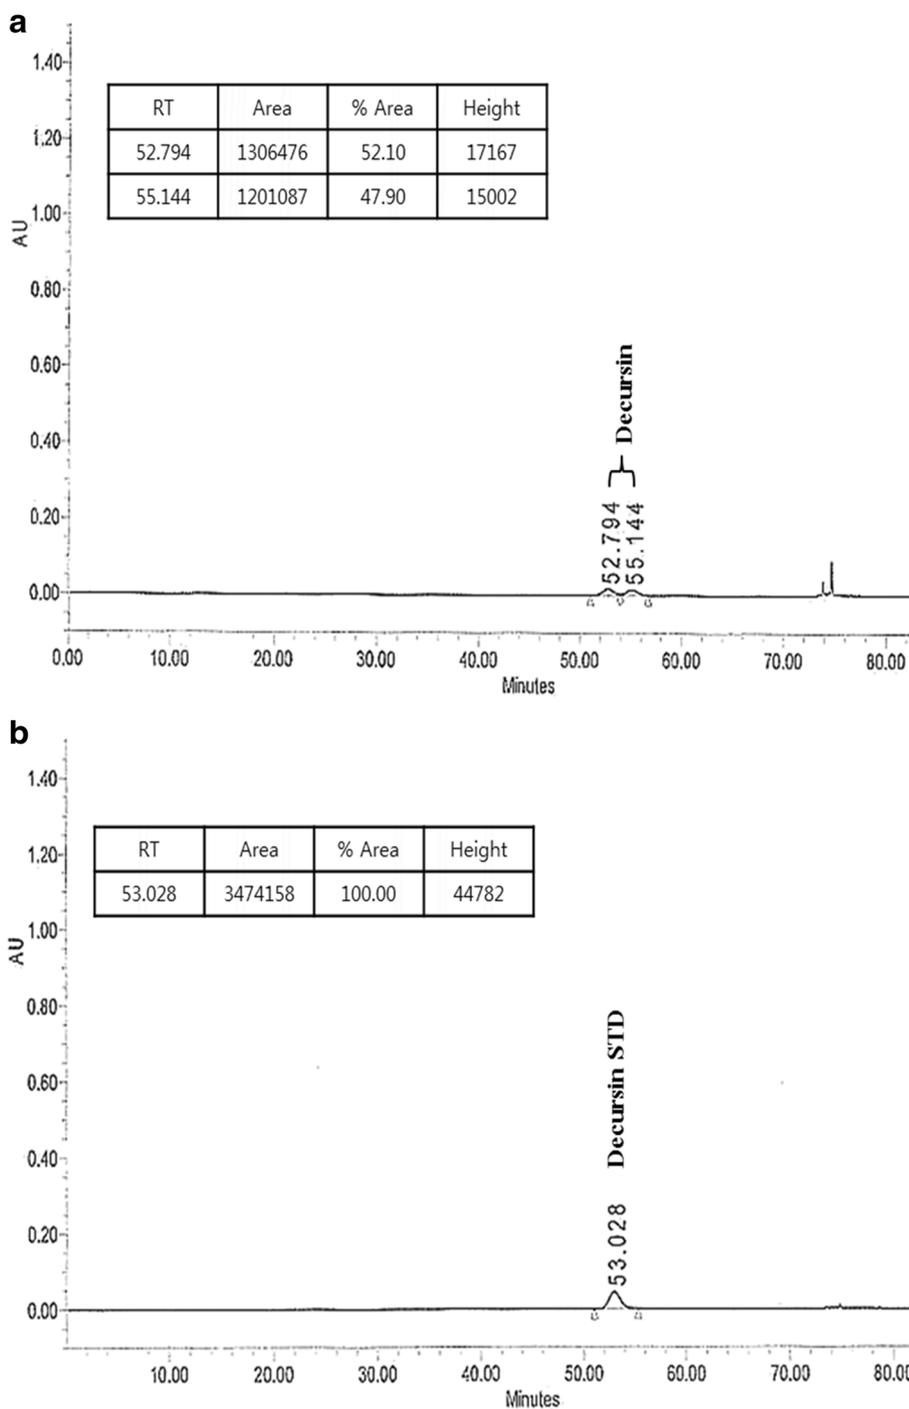 a
1.40
RT Area % Area Height
1.20
52.794 1306476 52.10 17167
55.144 1201087 47.90 15002
1.00
AU
0.80
0.60
Decursin
0.40
0.20
52.794
55.144
0.00
0.00 10.00 20.00 30.00 40.00 50.00 60.00 70.00 80.00
Minutes
b
1.40
RT Area % Area Height
1.20
53.028 3474158 100.00 44782
1.00
AU
0.80
0.60
0.40
53.028 Decursin STD
0.20
0.00
10.00 20.00 30.00 40.00 50.00 60.00 70.00 80.00
Minutes